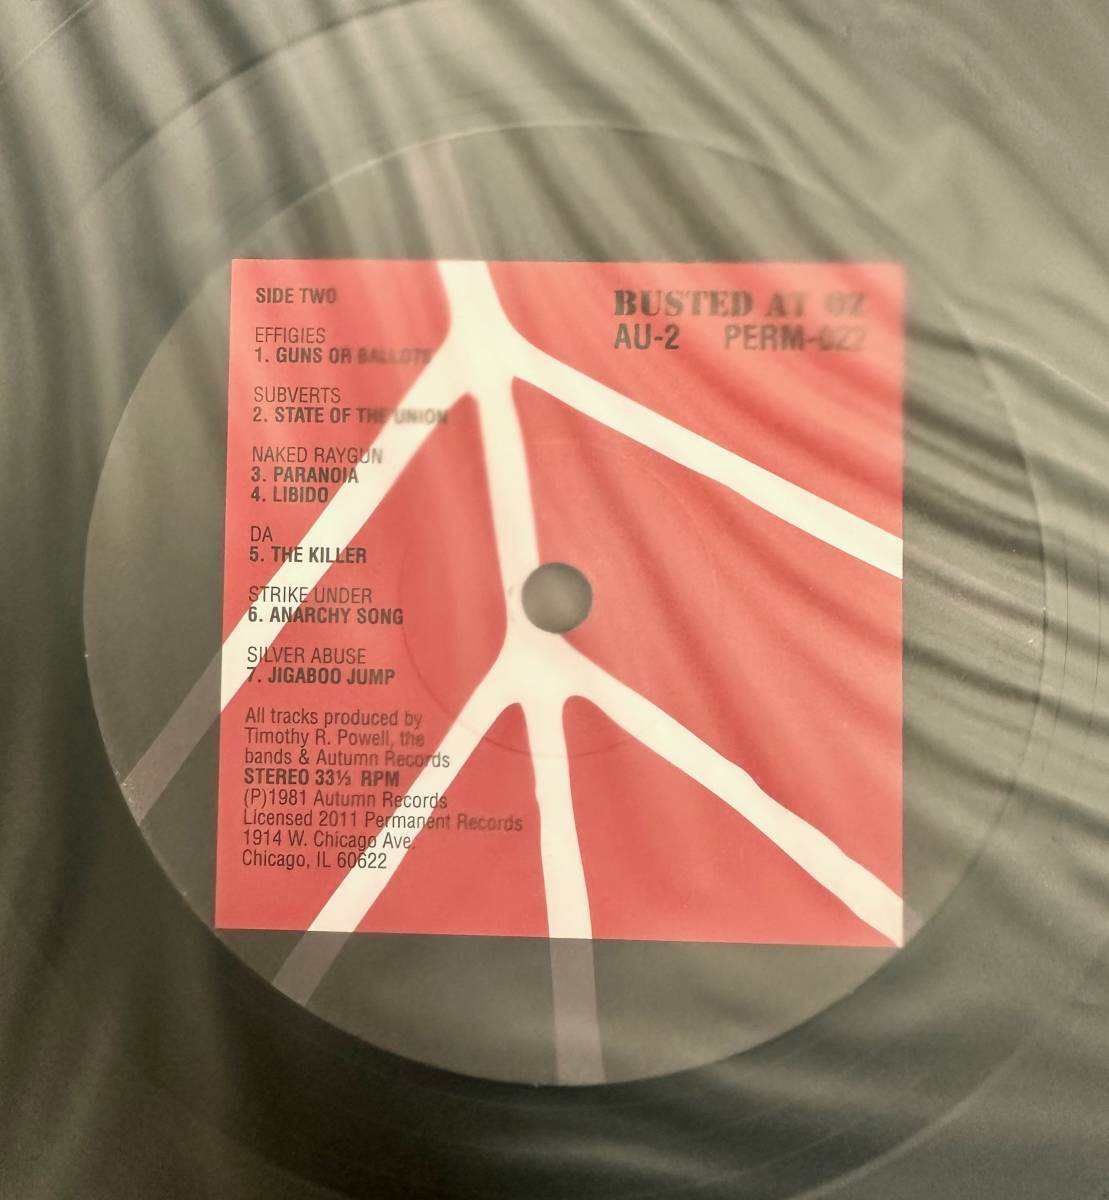 SIDE TWO
BUSTED AT OZ
AU-2 PERM-022
EFFIGIES
1. GUNS OR BALLOTS
SUBVERTS
2. STATE OF THE UNION
NAKED RAYGUN
3. PARANOIA
4. LIBIDO
DA
5. THE KILLER
STRIKE UNDER
6. ANARCHY SONG
SILVER ABUSE
7. JIGABOO JUMP
All tracks produced by
Timothy R. Powell, the
bands & Autumn Records
STEREO 33⅓ RPM
(P)1981 Autumn Records
Licensed 2011 Permanent Records
1914 W. Chicago Ave.
Chicago, IL 60622